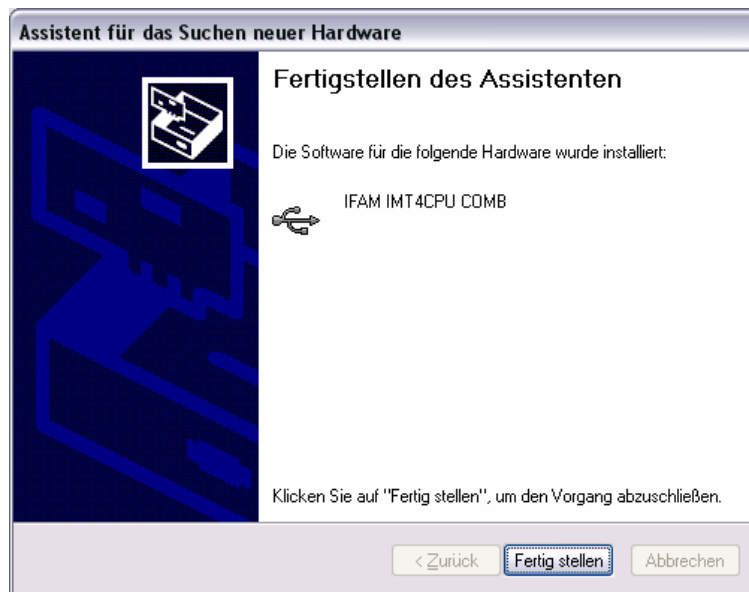 Assistent für das Suchen neuer Hardware
Fertigstellen des Assistenten
Die Software für die folgende Hardware wurde installiert:
IFAM IMT4CPU COMB
Klicken Sie auf "Fertig stellen", um den Vorgang abzuschließen.
< Zurück
Fertig stellen
Abbrechen